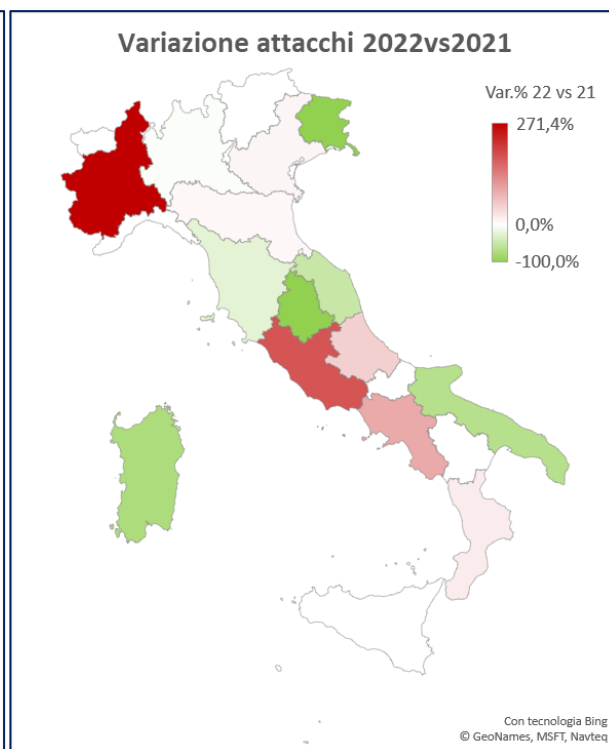 Variazione attacchi 2022vs2021
Var.% 22 vs 21
271,4%
0,0%
-100,0%
Con tecnologia Bing
© GeoNames, MSFT, Navteq